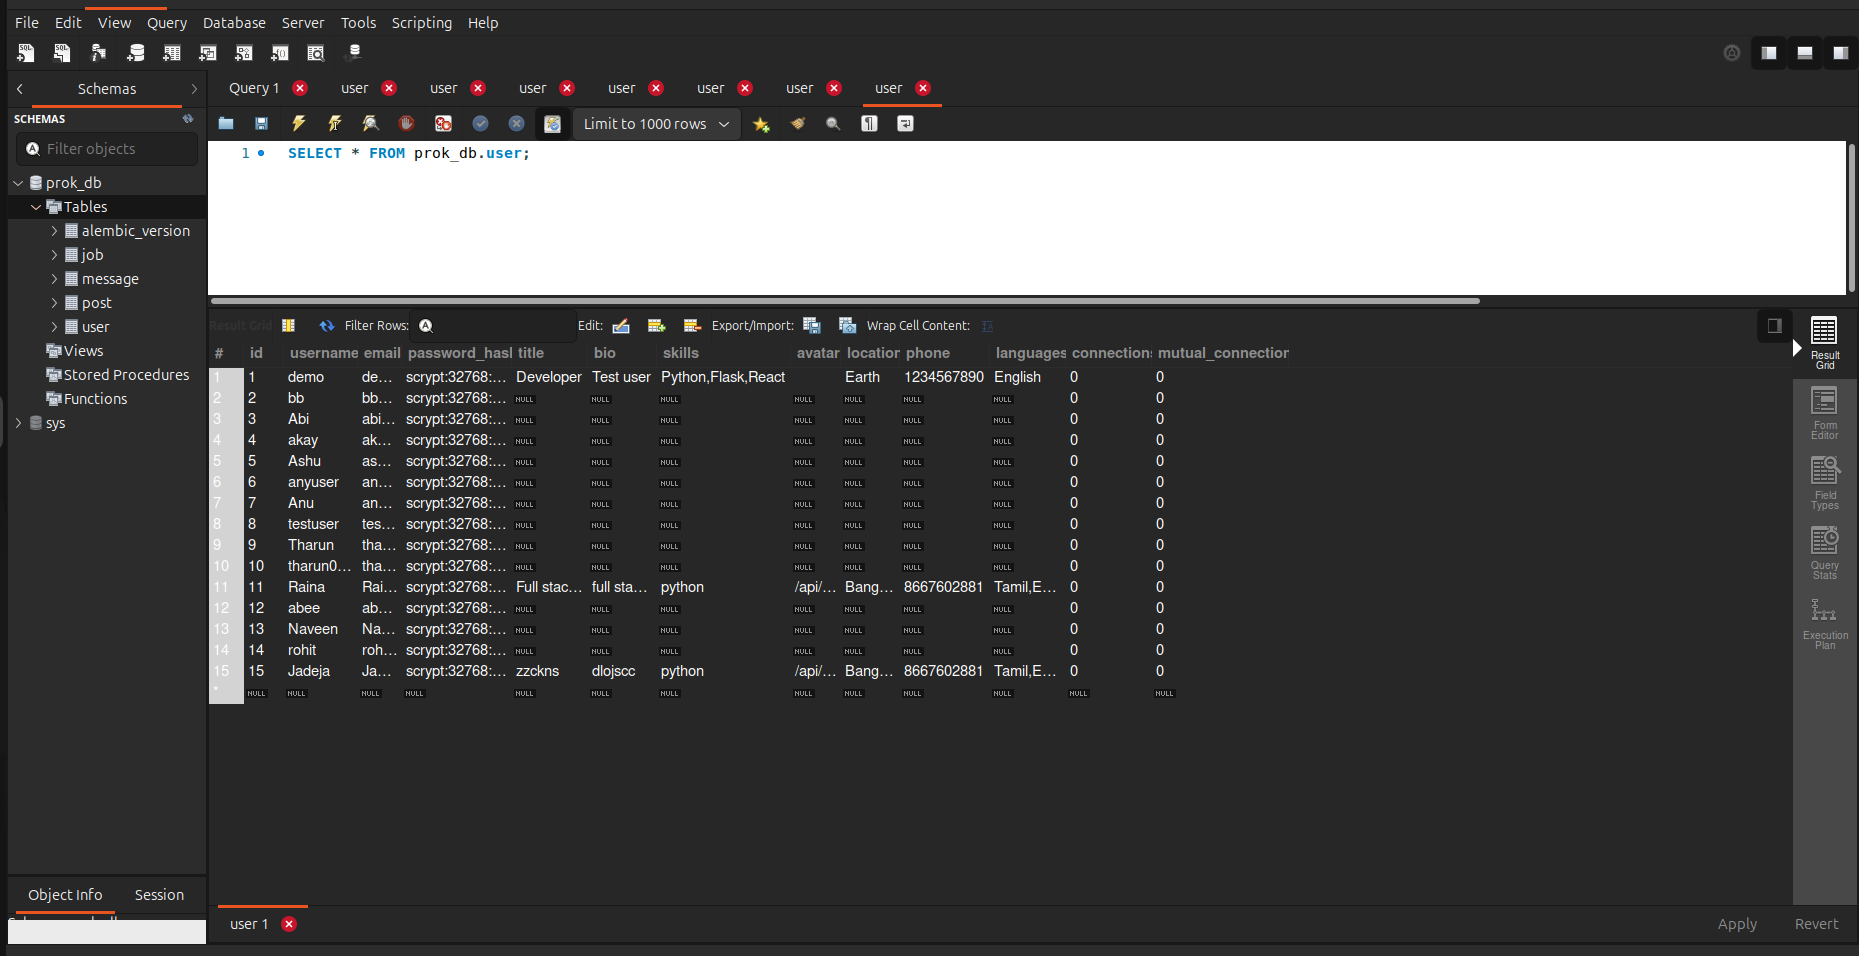 File Edit View Query Database Server Tools Scripting Help
Schemas
Query 1 user user user user user user user
SCHEMAS
Limit to 1000 rows
Filter objects
1 SELECT * FROM prok_db.user;
prok_db
Tables
alembic_version
job
message
post
user
Views
Stored Procedures
Functions
sys
Result Grid Filter Rows: Edit: Export/Import: Wrap Cell Content:
# id username email password_hasl title bio skills avatar location phone languages connections mutual_connection
1 1 demo de... scrypt:32768:... Developer Test user Python,Flask,React Earth 1234567890 English 0 0
2 2 bb bb... scrypt:32768:... NULL NULL NULL NULL NULL NULL NULL 0 0
3 3 Abi abi... scrypt:32768:... NULL NULL NULL NULL NULL NULL NULL 0 0
4 4 akay ak... scrypt:32768:... NULL NULL NULL NULL NULL NULL NULL 0 0
5 5 Ashu as... scrypt:32768:... NULL NULL NULL NULL NULL NULL NULL 0 0
6 6 anyuser an... scrypt:32768:... NULL NULL NULL NULL NULL NULL NULL 0 0
7 7 Anu an... scrypt:32768:... NULL NULL NULL NULL NULL NULL NULL 0 0
8 8 testuser tes... scrypt:32768:... NULL NULL NULL NULL NULL NULL NULL 0 0
9 9 Tharun tha... scrypt:32768:... NULL NULL NULL NULL NULL NULL NULL 0 0
10 10 tharun0... tha... scrypt:32768:... NULL NULL NULL NULL NULL NULL NULL 0 0
11 11 Raina Rai... scrypt:32768:... Full stac... full sta... python /api/... Bang... 8667602881 Tamil,E... 0 0
12 12 abee ab... scrypt:32768:... NULL NULL NULL NULL NULL NULL NULL 0 0
13 13 Naveen Na... scrypt:32768:... NULL NULL NULL NULL NULL NULL NULL 0 0
14 14 rohit roh... scrypt:32768:... NULL NULL NULL NULL NULL NULL NULL 0 0
15 15 Jadeja Ja... scrypt:32768:... zzckns dlojscc python /api/... Bang... 8667602881 Tamil,E... 0 0
* NULL NULL NULL NULL NULL NULL NULL NULL NULL NULL NULL NULL NULL
Result
Grid
Form
Editor
Field
Types
Query
Stats
Execution
Plan
Object Info Session
user 1 Apply Revert